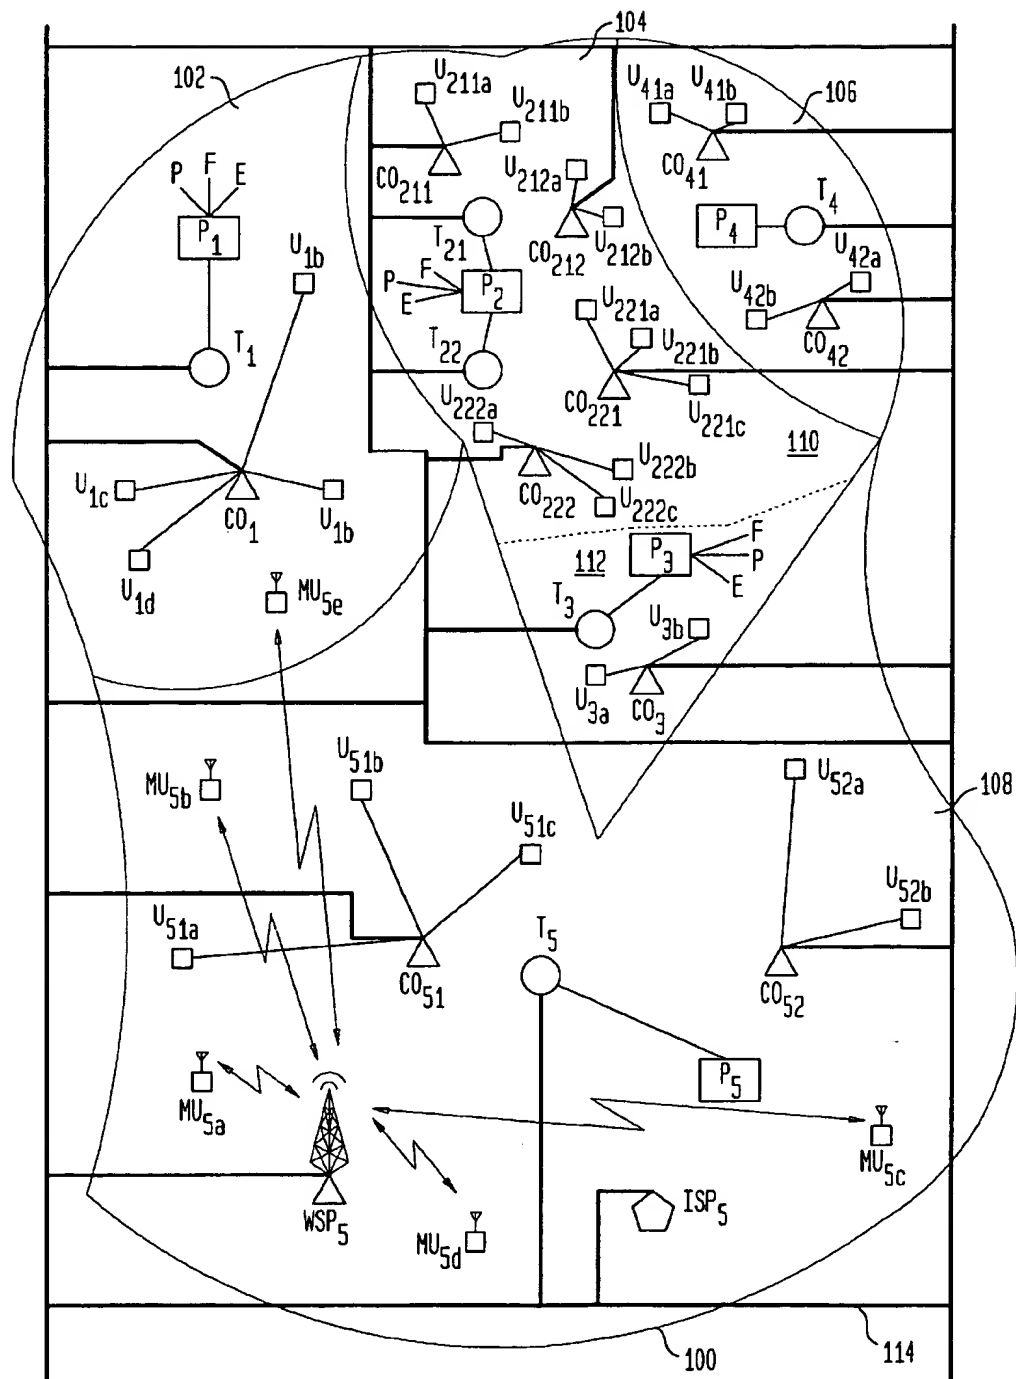 104
102
U211a
U211b
U41a
U41b
106
CO211
U212a
CO41
P F E
P1
U1b
T21
CO212
U212b
P4
T4
U42a
P F E
P2
U221a
U42b
T1
T22
U221b
CO42
U222a
CO221
U221c
110
U222b
U1c
CO1
U1b
CO222
U222c
U1d
112
P3
F
P
E
MU5e
T3
U3b
U3a
CO3
MU5b
U51b
U52a
108
U51c
U52b
U51a
T5
CO51
CO52
P5
MU5a
MU5c
WSP5
ISP5
MU5d
100
114